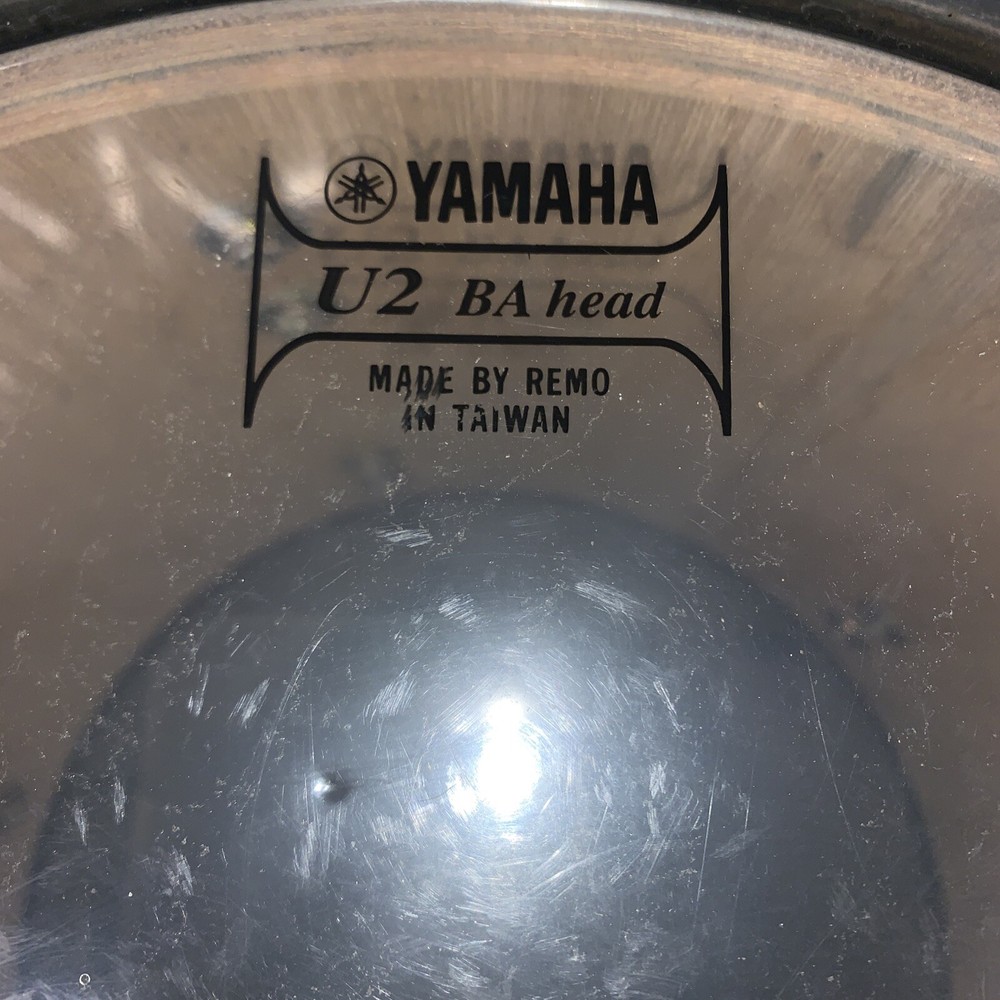 YAMAHA
U2 BA head
MADE BY REMO
IN TAIWAN